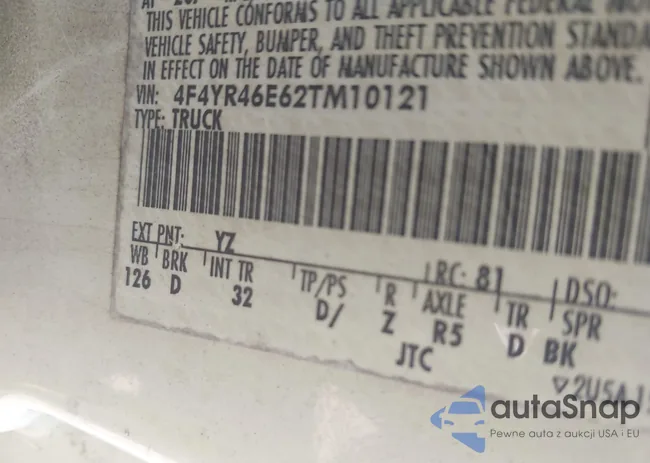 THIS VEHICLE CONFORMS TO ALL APPLICABLE FEDERAL
VEHICLE SAFETY, BUMPER, AND THEFT PREVENTION STANDA
IN EFFECT ON THE DATE OF MANUFACTURE SHOWN ABOVE.
VIN: 4F4YR46E62TM10121
TYPE: TRUCK
EXT PNT: YZ RC: 81 DSO:
WB BRK INT TR TP/PS R AXLE TR SPR
126 D 32 D/ Z R5 D BK
JTC
2U5A
autaSnap
Pewne auta z aukcji USA i EU